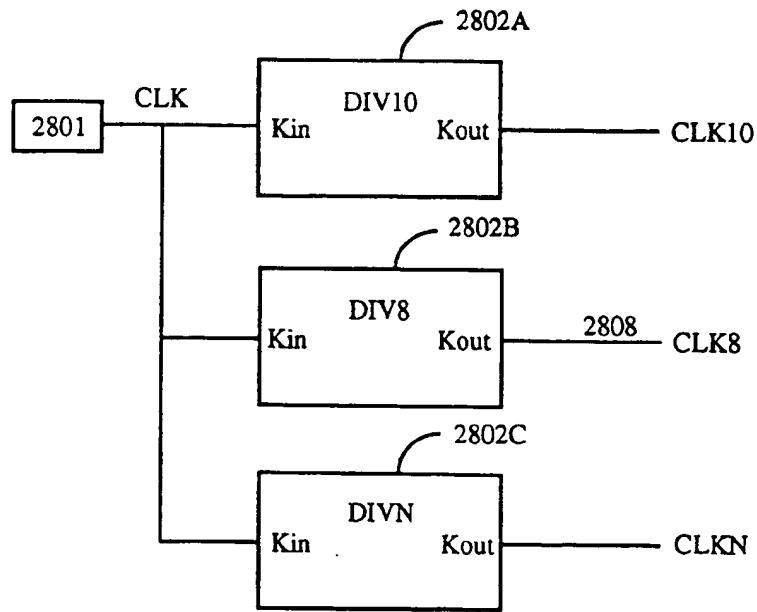 2802A
CLK
DIV10
2801
Kin
Kout
CLK10
2802B
DIV8
Kin
Kout
2808
CLK8
2802C
DIVN
Kin
Kout
CLKN